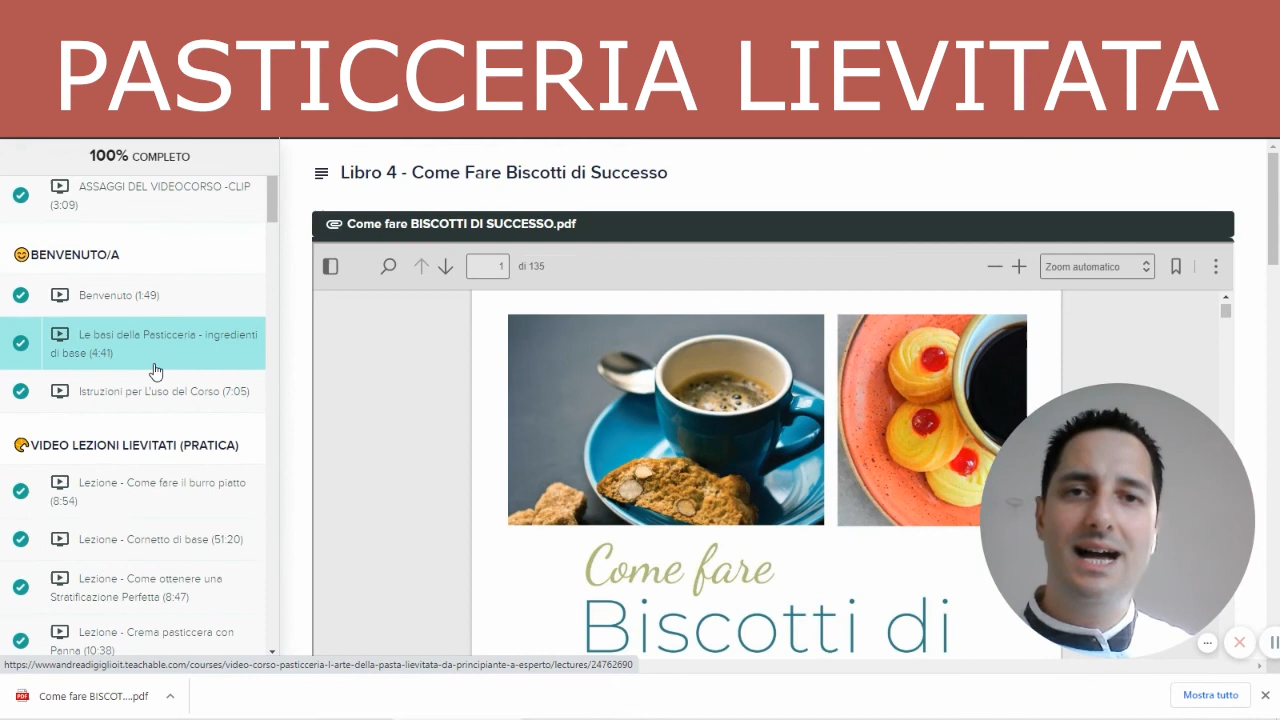 PASTICCERIA LIEVITATA
100% COMPLETO
ASSAGGI DEL VIDEOCORSO -CLIP
(3:09)
BENVENUTO/A
Benvenuto (1:49)
Le basi della Pasticceria - ingredienti
di base (4:41)
Istruzioni per L'uso del Corso (7:05)
VIDEO LEZIONI LIEVITATI (PRATICA)
Lezione - Come fare il burro piatto
(8:54)
Lezione - Cornetto di base (51:20)
Lezione - Come ottenere una
Stratificazione Perfetta (8:47)
Lezione - Crema pasticcera con
Panna (10:38)
Libro 4 - Come Fare Biscotti di Successo
Come fare BISCOTTI DI SUCCESSO.pdf
1 di 135
Zoom automatico
Come fare
Biscotti di
https://wwwandreadigiglioit.teachable.com/courses/video-corso-pasticceria-l-arte-della-pasta-lievitata-da-principiante-a-esperto/lectures/24762690
PDF Come fare BISCOT....pdf
Mostra tutto